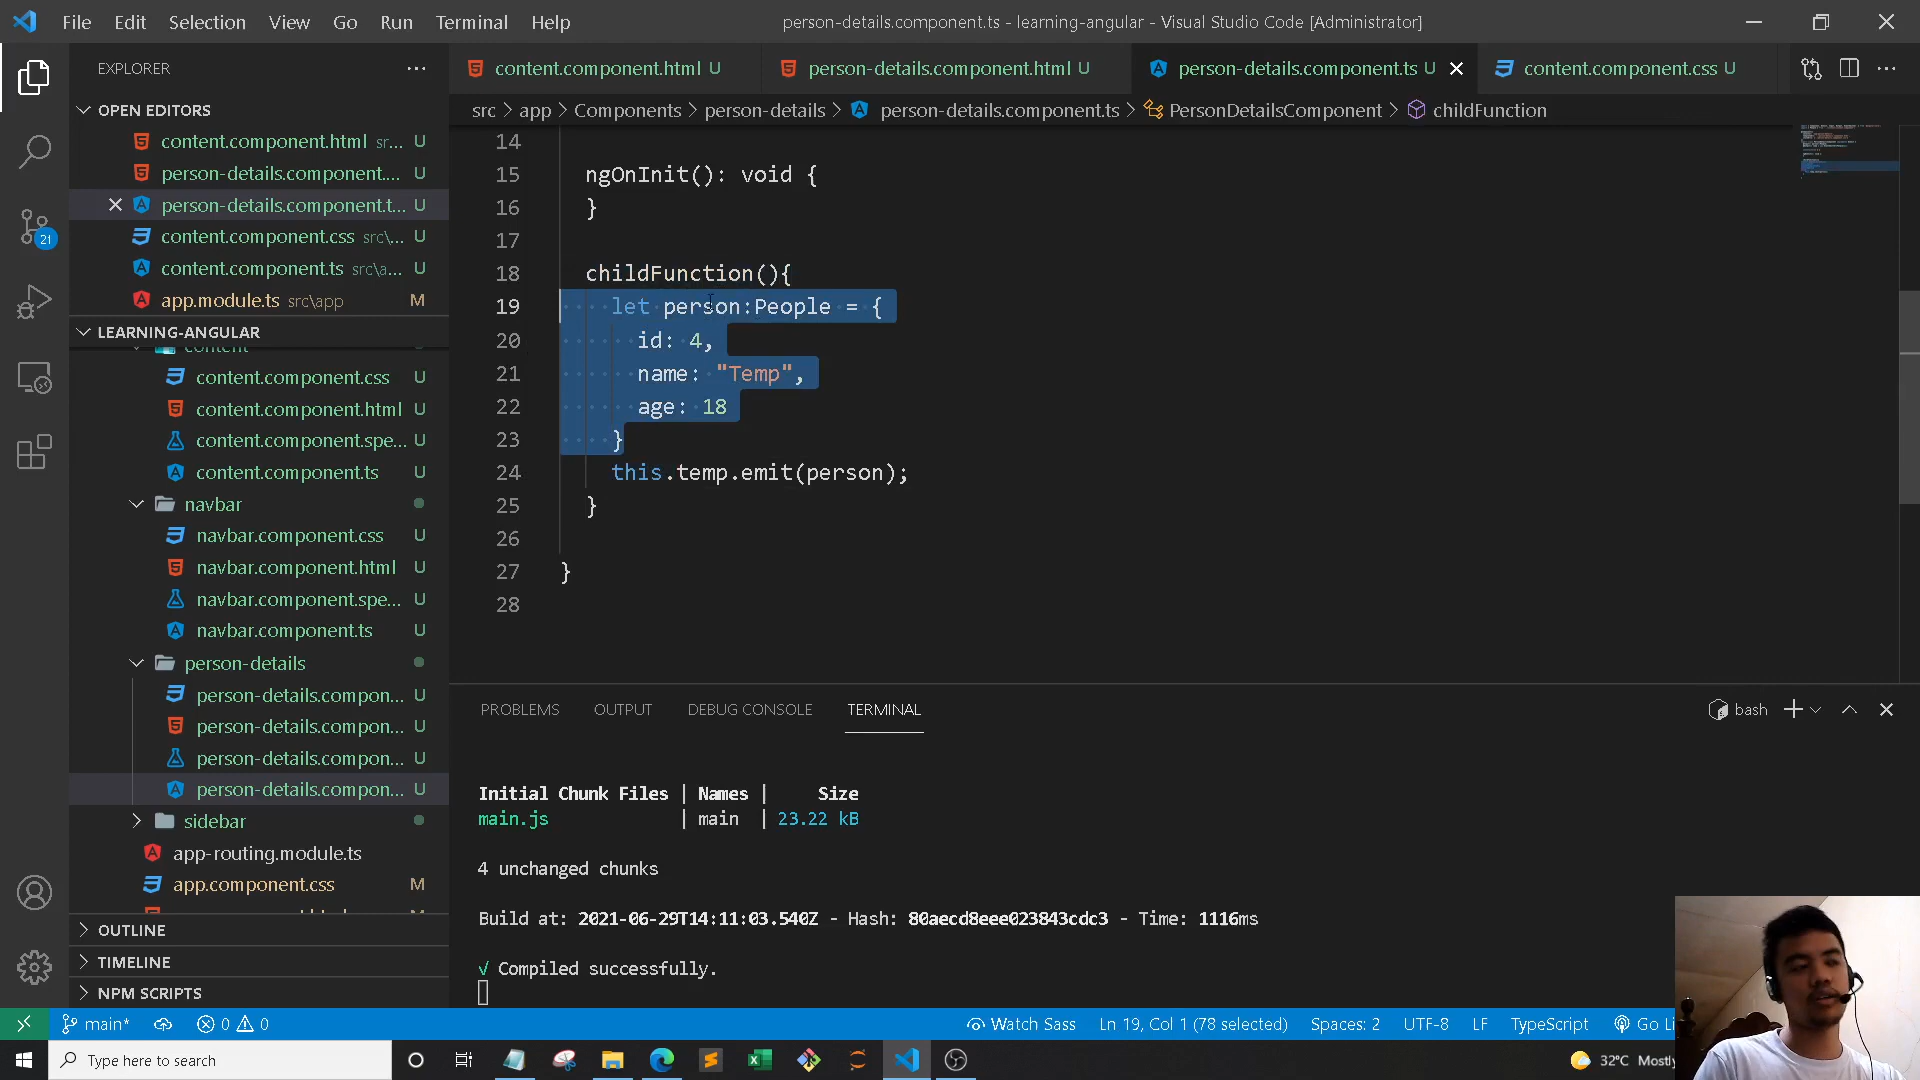 File Edit Selection View Go Run Terminal Help
person-details.component.ts - learning-angular - Visual Studio Code [Administrator]
EXPLORER
content.component.html U
person-details.component.html U
person-details.component.ts U
content.component.css U
OPEN EDITORS
src > app > Components > person-details > person-details.component.ts > PersonDetailsComponent > childFunction
content.component.html sr... U
person-details.component.... U
person-details.component.t... U
content.component.css src\... U
content.component.ts src\a... U
app.module.ts src\app M
LEARNING-ANGULAR
content
content.component.css U
content.component.html U
content.component.spe... U
content.component.ts U
navbar
navbar.component.css U
navbar.component.html U
navbar.component.spe... U
navbar.component.ts U
person-details
person-details.compon... U
person-details.compon... U
person-details.compon... U
person-details.compon... U
sidebar
app-routing.module.ts
app.component.css M
OUTLINE
TIMELINE
NPM SCRIPTS
21
14
15 ngOnInit(): void {
16 }
17
18 childFunction(){
19 let person:People = {
20 id: 4,
21 name: "Temp",
22 age: 18
23 }
24 this.temp.emit(person);
25 }
26
27 }
28
PROBLEMS OUTPUT DEBUG CONSOLE TERMINAL
bash
Initial Chunk Files | Names | Size
main.js | main | 23.22 kB
4 unchanged chunks
Build at: 2021-06-29T14:11:03.540Z - Hash: 80aecd8eee023843cdc3 - Time: 1116ms
√ Compiled successfully.
main* 0 0
Watch Sass Ln 19, Col 1 (78 selected) Spaces: 2 UTF-8 LF TypeScript Go Li
Type here to search
32°C Mostly